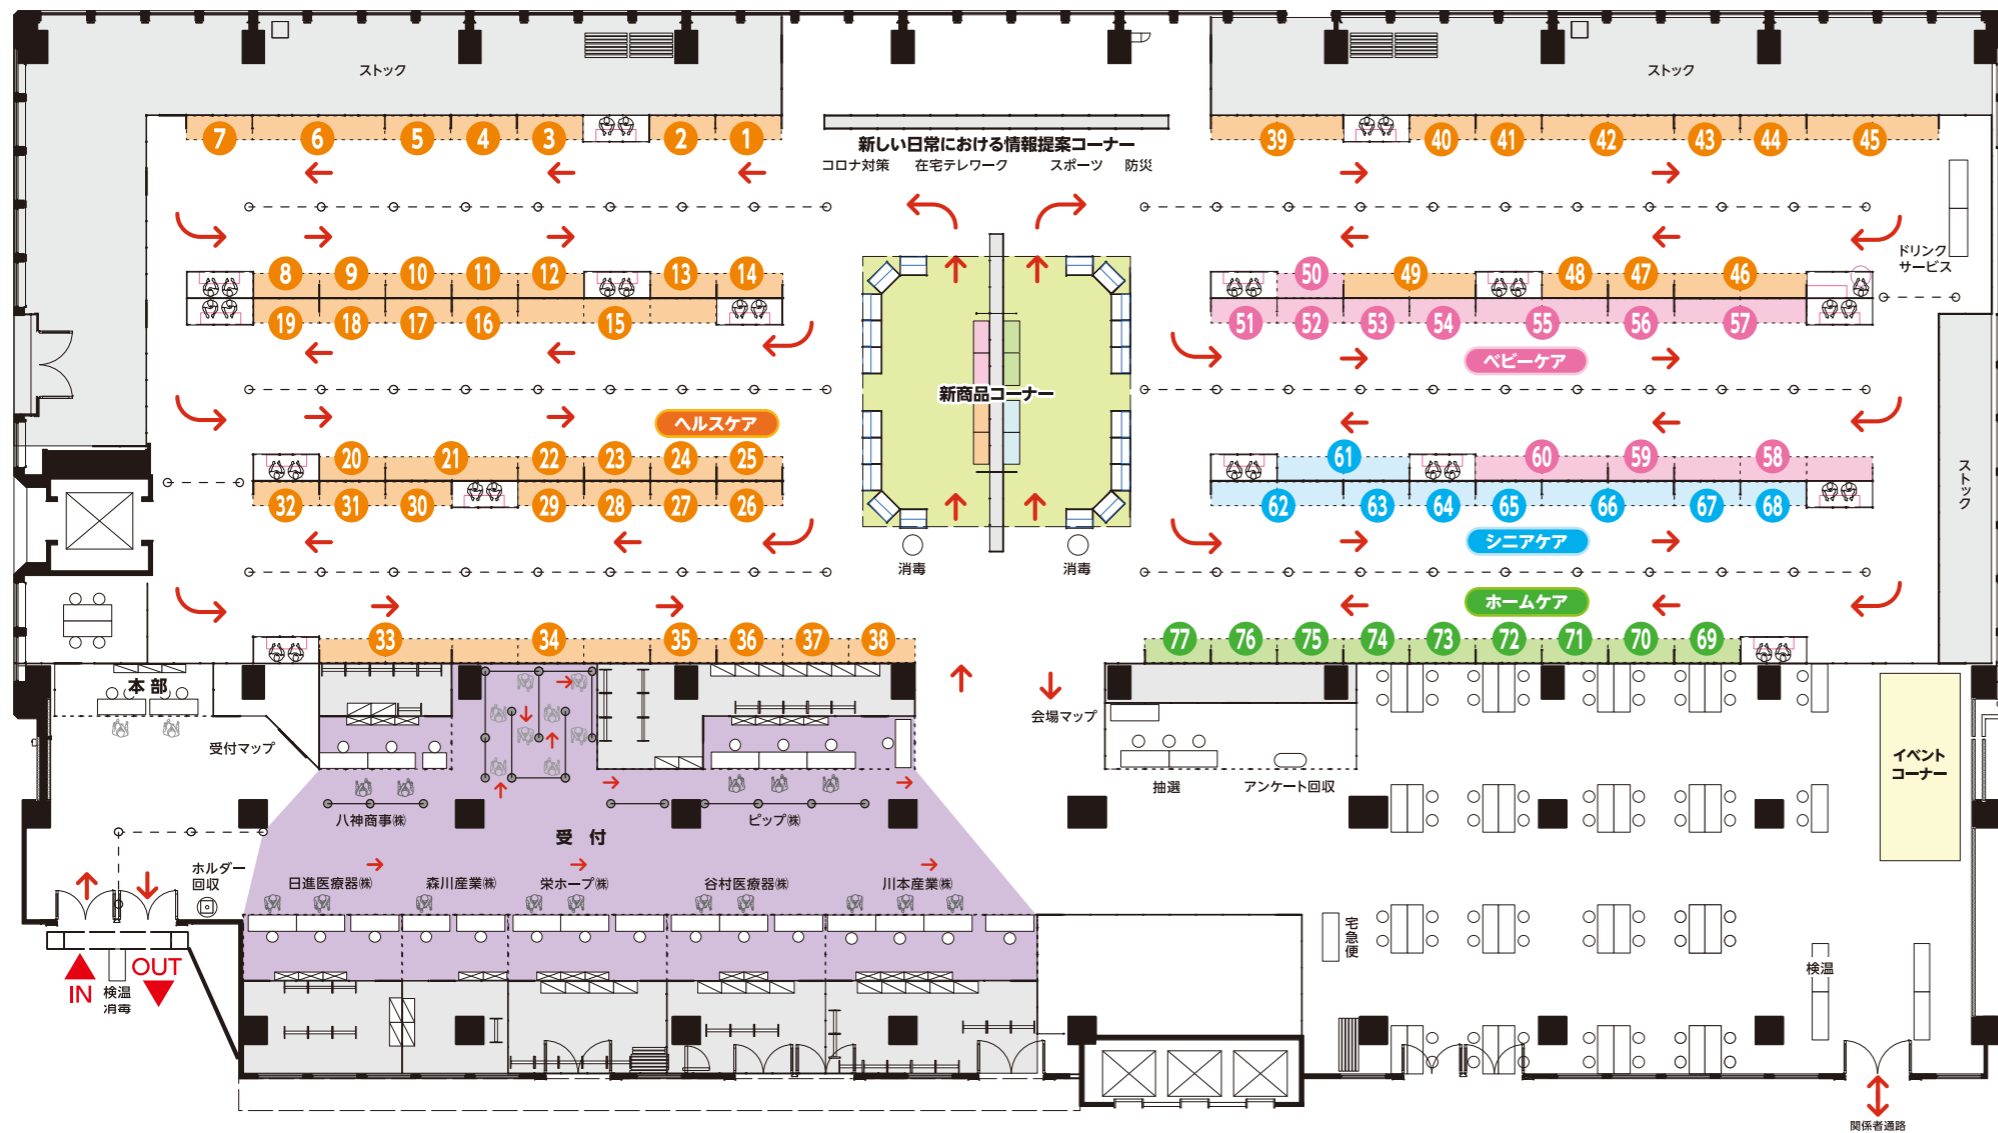 ストック
ストック
7 6 5 4 3 2 1
新しい日常における情報提案コーナー
コロナ対策 在宅テレワーク スポーツ 防災
39 40 41 42 43 44 45
ドリンク
サービス
8 9 10 11 12 13 14
19 18 17 16 15
50 49 48 47 46
51 52 53 54 55 56 57
ベビーケア
新商品コーナー
ヘルスケア
20 21 22 23 24 25
32 31 30 29 28 27 26
61 60 59 58
62 63 64 65 66 67 68
ストック
シニアケア
消毒
消毒
ホームケア
33 34 35 36 37 38
77 76 75 74 73 72 71 70 69
本部
受付マップ
会場マップ
抽選
アンケート回収
イベント
コーナー
八神商事㈱
ピップ㈱
受付
ホルダー
回収
日進医療器㈱
森川産業㈱
栄ホープ㈱
谷村医療器㈱
川本産業㈱
宅急便
検温
IN
OUT
検温
消毒
関係者通路